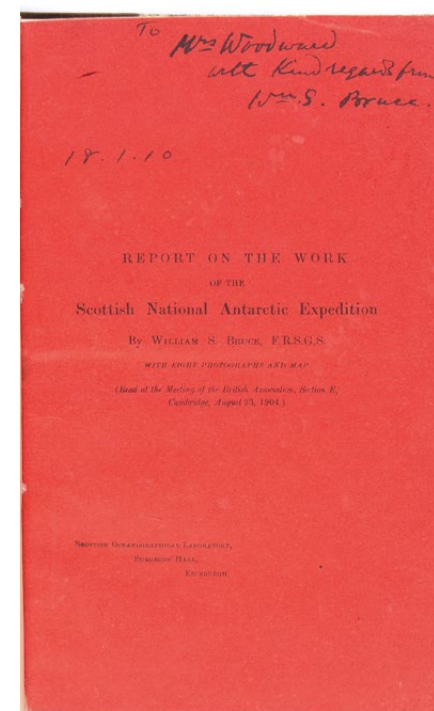 To
Mrs Woodward
with Kind regards from
Wm S. Bruce.
18.1.10
REPORT ON THE WORK
OF THE
Scottish National Antarctic Expedition
By WILLIAM S. BRUCE, F.R.S.G.S.
WITH EIGHT PHOTOGRAPHS AND MAP
(Read at the Meeting of the British Association, Section E,
Cambridge, August 23, 1904.)
SCOTTISH OCEANOGRAPHICAL LABORATORY,
SURGEONS' HALL,
EDINBURGH